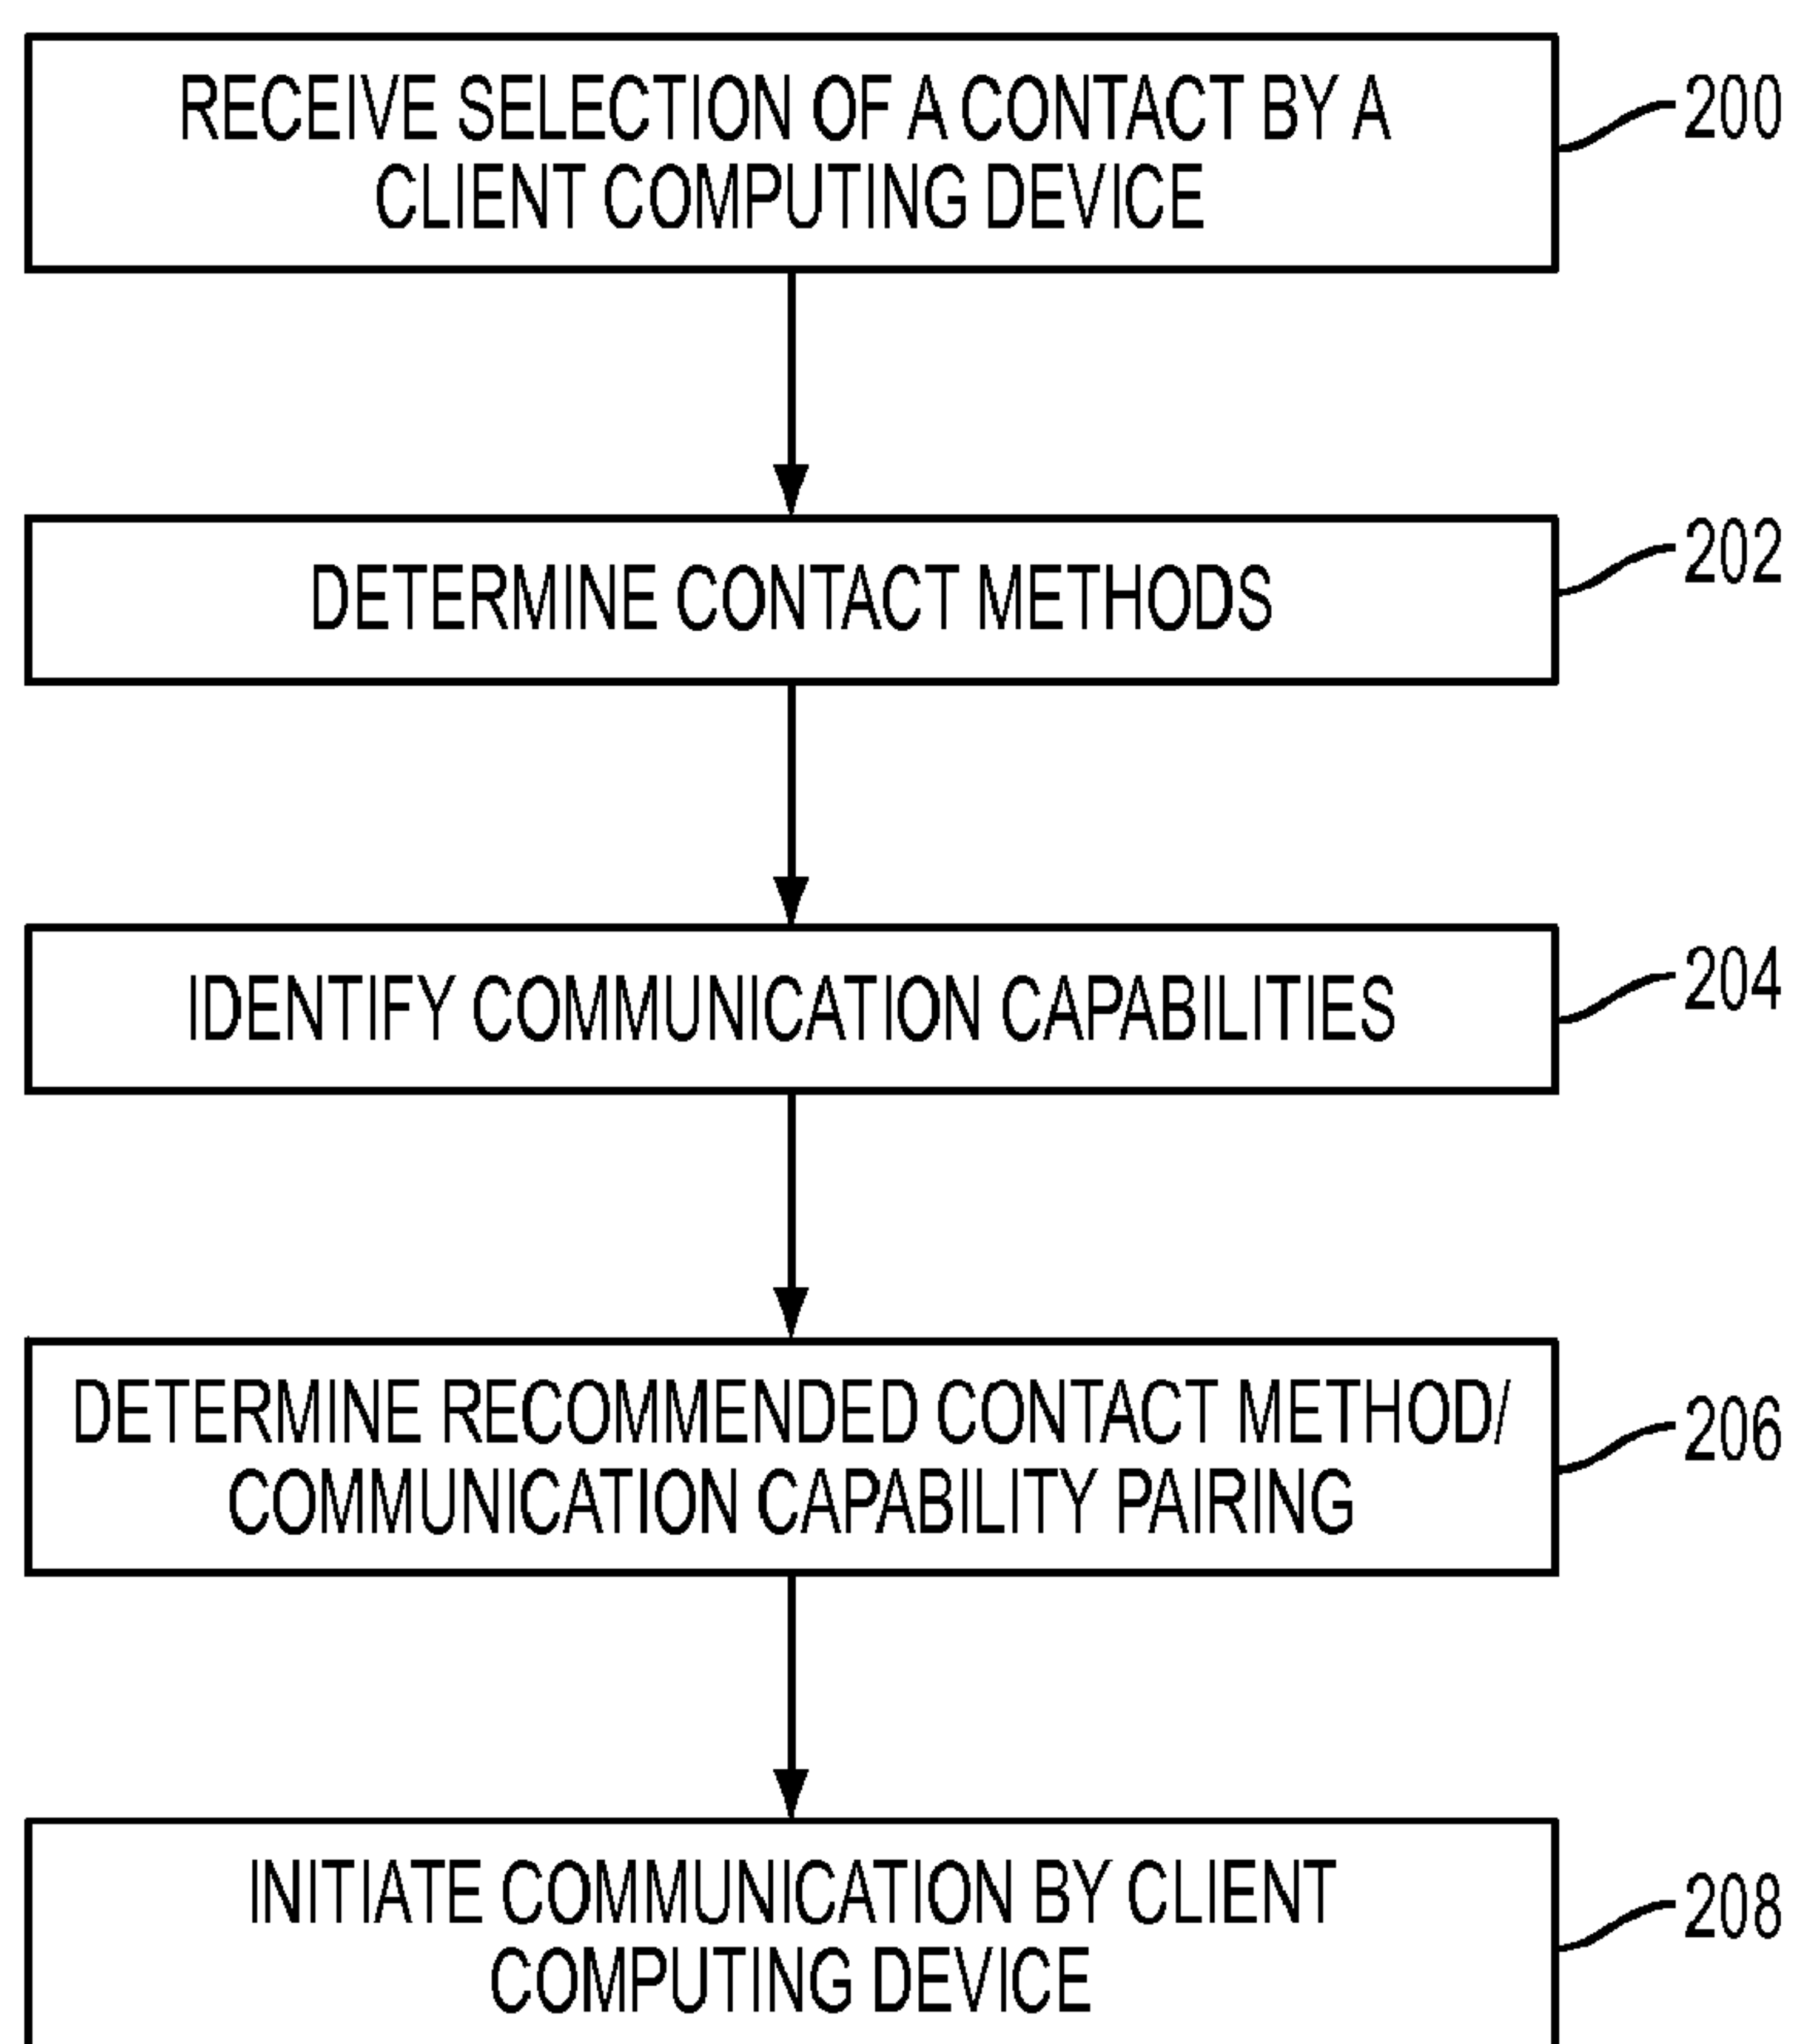 RECEIVE SELECTION OF A CONTACT BY A
CLIENT COMPUTING DEVICE
200
DETERMINE CONTACT METHODS
202
IDENTIFY COMMUNICATION CAPABILITIES
204
DETERMINE RECOMMENDED CONTACT METHOD/
COMMUNICATION CAPABILITY PAIRING
206
INITIATE COMMUNICATION BY CLIENT
COMPUTING DEVICE
208